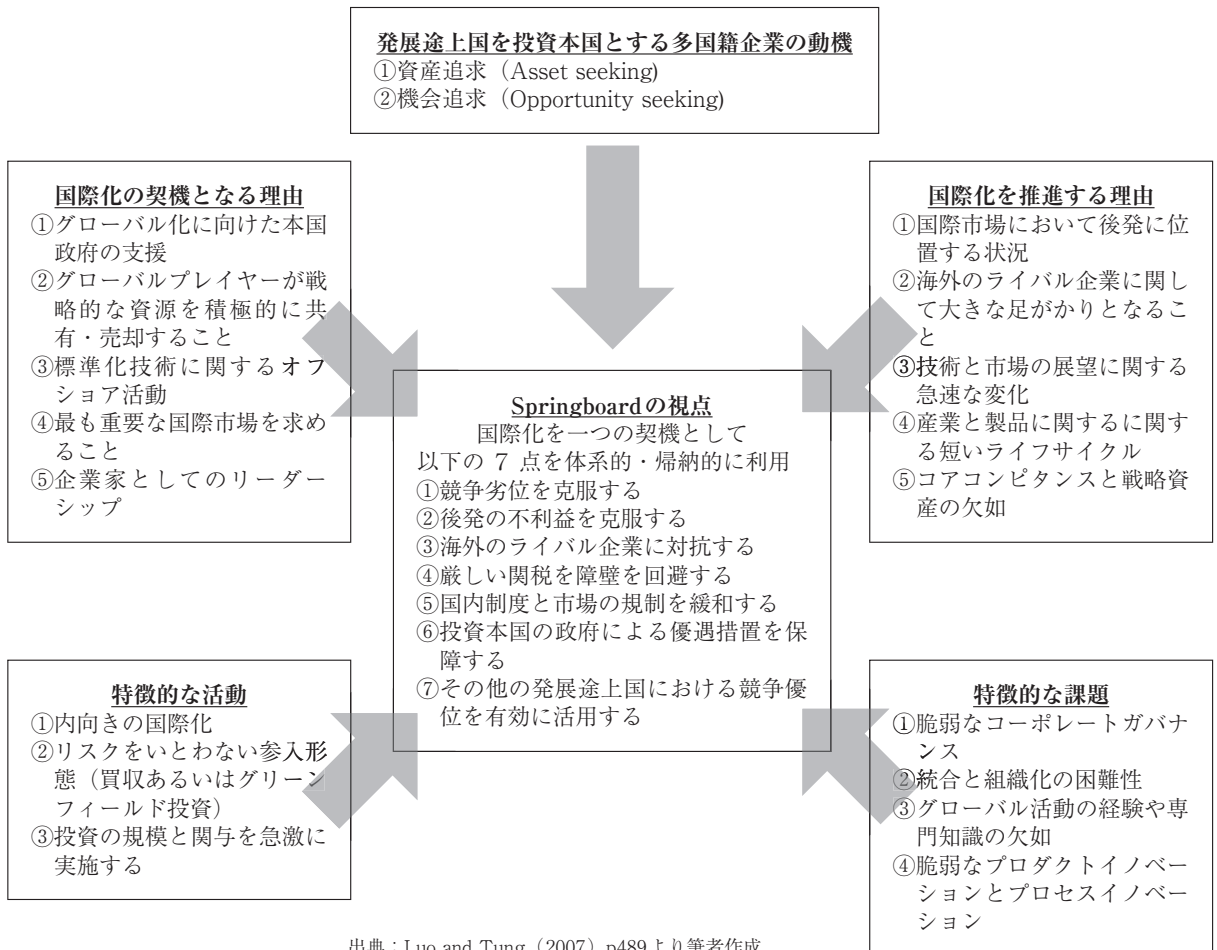 発展途上国を投資本国とする多国籍企業の動機
①資産追求（Asset seeking)
②機会追求（Opportunity seeking)
国際化の契機となる理由
①グローバル化に向けた本国
政府の支援
②グローバルプレイヤーが戦
略的な資源を積極的に共
有・売却すること
③標準化技術に関するオフ
ショア活動
④最も重要な国際市場を求め
ること
⑤企業家としてのリーダー
シップ
国際化を推進する理由
①国際市場において後発に位
置する状況
②海外のライバル企業に関し
て大きな足がかりとなるこ
と
③技術と市場の展望に関する
急速な変化
④産業と製品に関するに関す
る短いライフサイクル
⑤コアコンピタンスと戦略資
産の欠如
Springboardの視点
国際化を一つの契機として
以下の 7 点を体系的・帰納的に利用
①競争劣位を克服する
②後発の不利益を克服する
③海外のライバル企業に対抗する
④厳しい関税を障壁を回避する
⑤国内制度と市場の規制を緩和する
⑥投資本国の政府による優遇措置を保
障する
⑦その他の発展途上国における競争優
位を有効に活用する
特徴的な活動
①内向きの国際化
②リスクをいとわない参入形
態（買収あるいはグリーン
フィールド投資）
③投資の規模と関与を急激に
実施する
特徴的な課題
①脆弱なコーポレートガバナ
ンス
②統合と組織化の困難性
③グローバル活動の経験や専
門知識の欠如
④脆弱なプロダクトイノベー
ションとプロセスイノベー
ション
出典：Luo and Tung（2007）p489より筆者作成